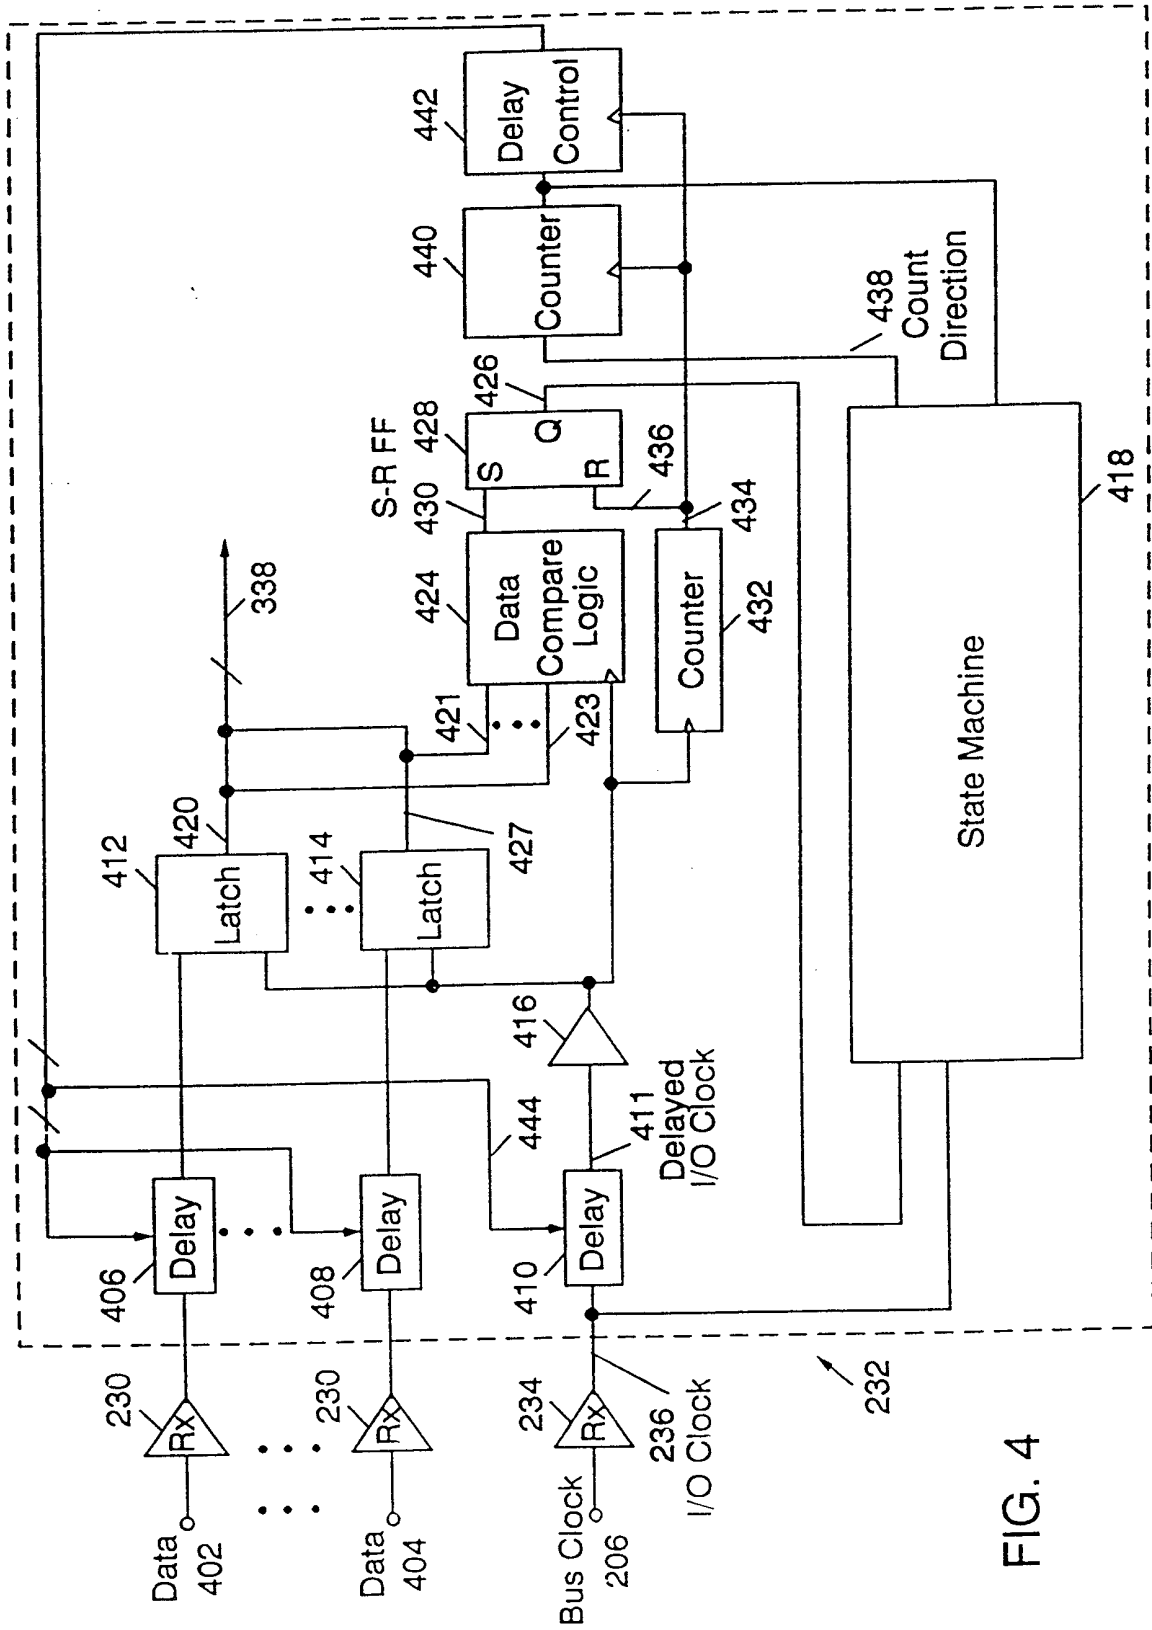 Data
402
Data
404
Bus Clock
206
230
Rx
230
Rx
234
Rx
236
I/O Clock
232
406
Delay
408
Delay
410
Delay
444
411
Delayed
I/O Clock
416
412
Latch
414
Latch
420
427
338
421
423
424
Data
Compare
Logic
430
S-R FF
428
S
Q
R
426
436
434
Counter
432
440
Counter
442
Delay
Control
438
Count
Direction
State Machine
418
FIG. 4